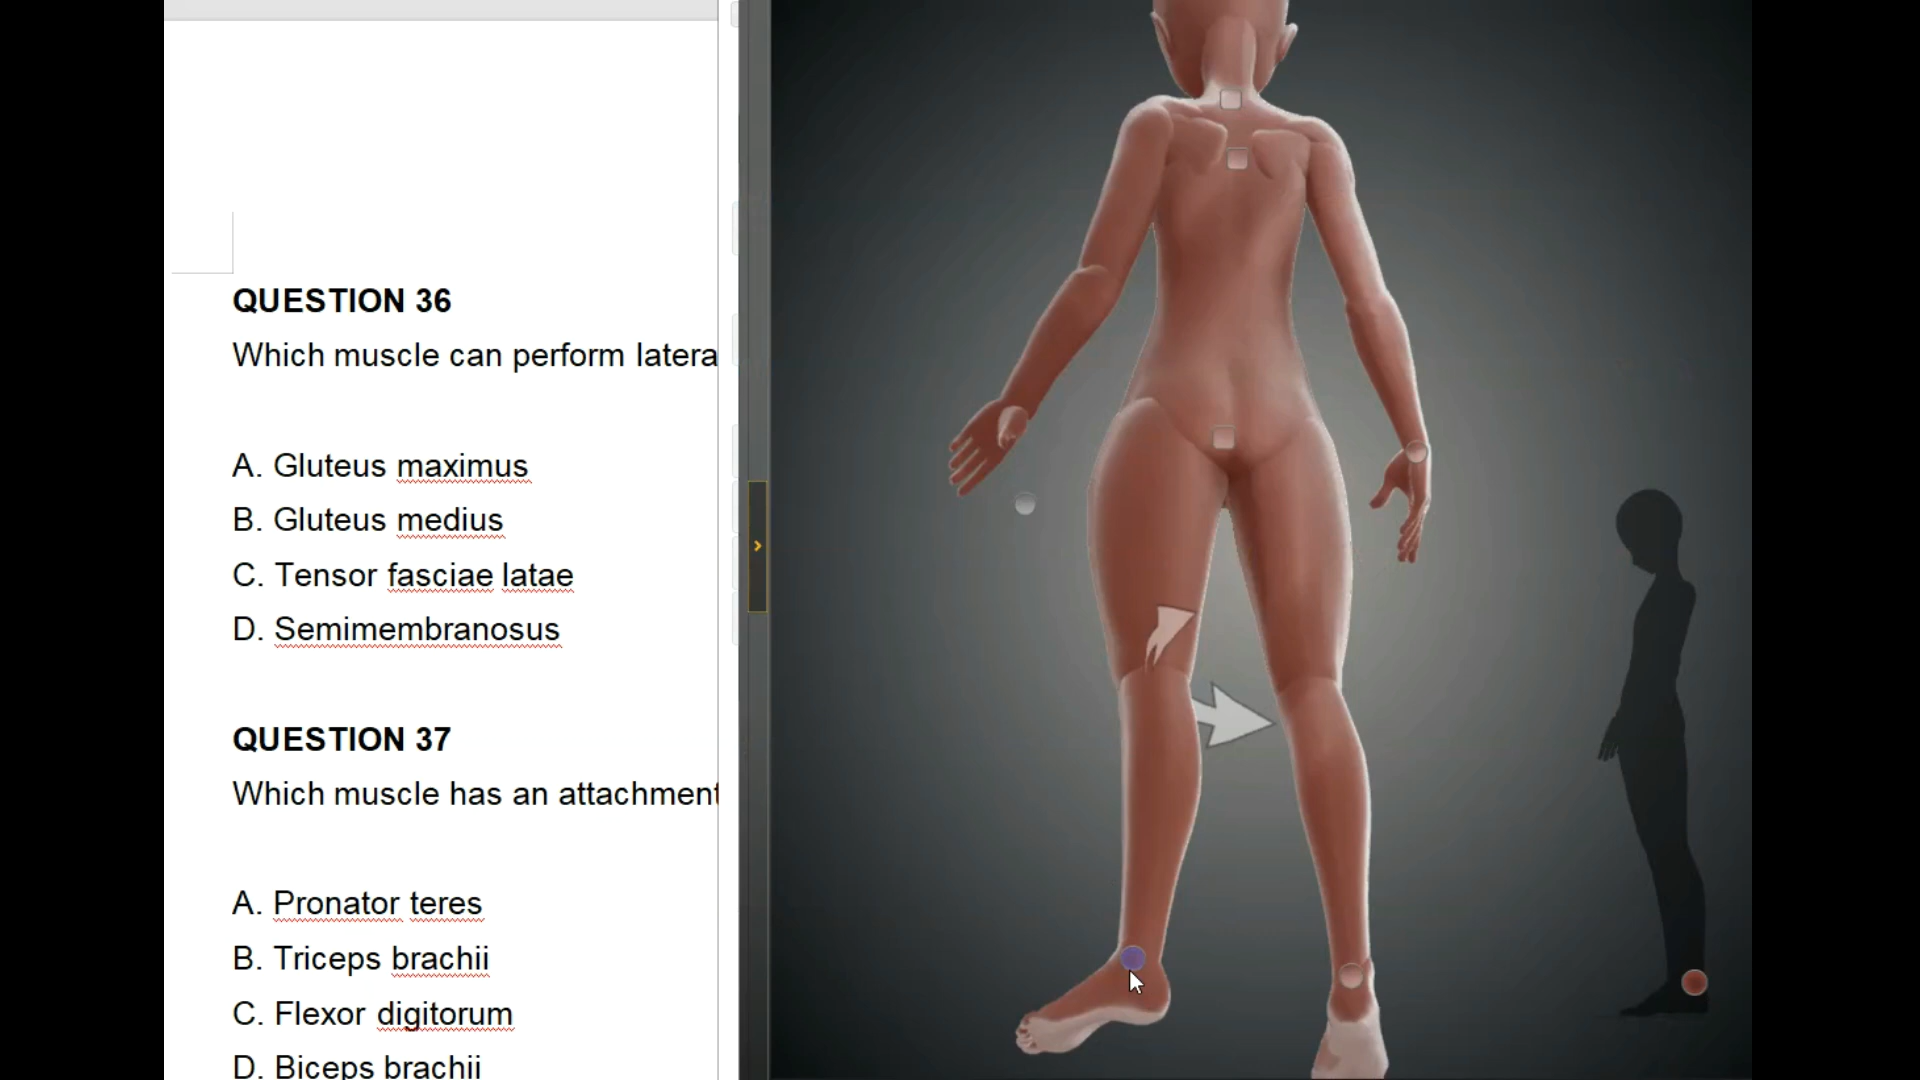 QUESTION 36
Which muscle can perform latera
A. Gluteus maximus
B. Gluteus medius
C. Tensor fasciae latae
D. Semimembranosus
QUESTION 37
Which muscle has an attachment
A. Pronator teres
B. Triceps brachii
C. Flexor digitorum
D. Biceps brachii